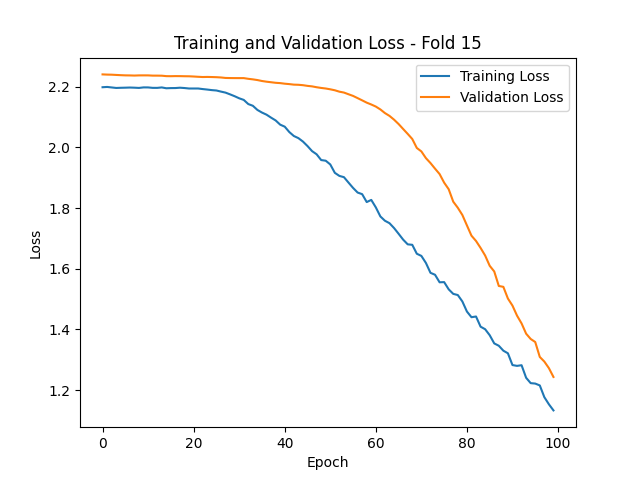 Training and Validation Loss - Fold 15
Training Loss
Validation Loss
2.2
2.0
1.8
1.6
1.4
1.2
Loss
0 20 40 60 80 100
Epoch